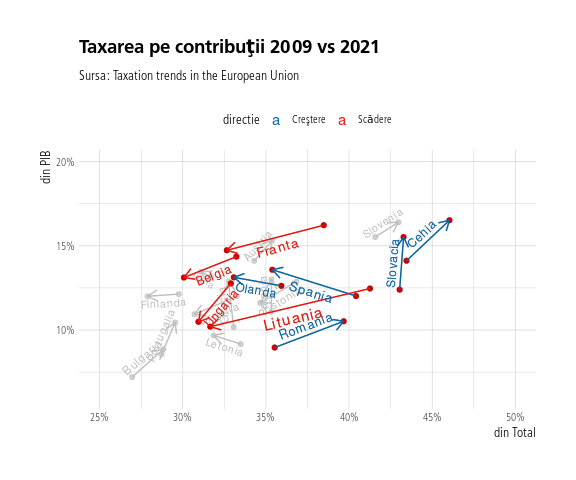 Taxarea pe contribuţii 2009 vs 2021
Sursa: Taxation trends in the European Union
directie a Creştere a Scădere
din PIB
20%
15%
10%
Slovenia
Cehia
Slovacia
Austria
Franta
Belgia
Olanda
Spania
Estonia
Ungaria
Finlanda
Lituania
Romania
Letonia
Bulgaria
25% 30% 35% 40% 45% 50%
din Total